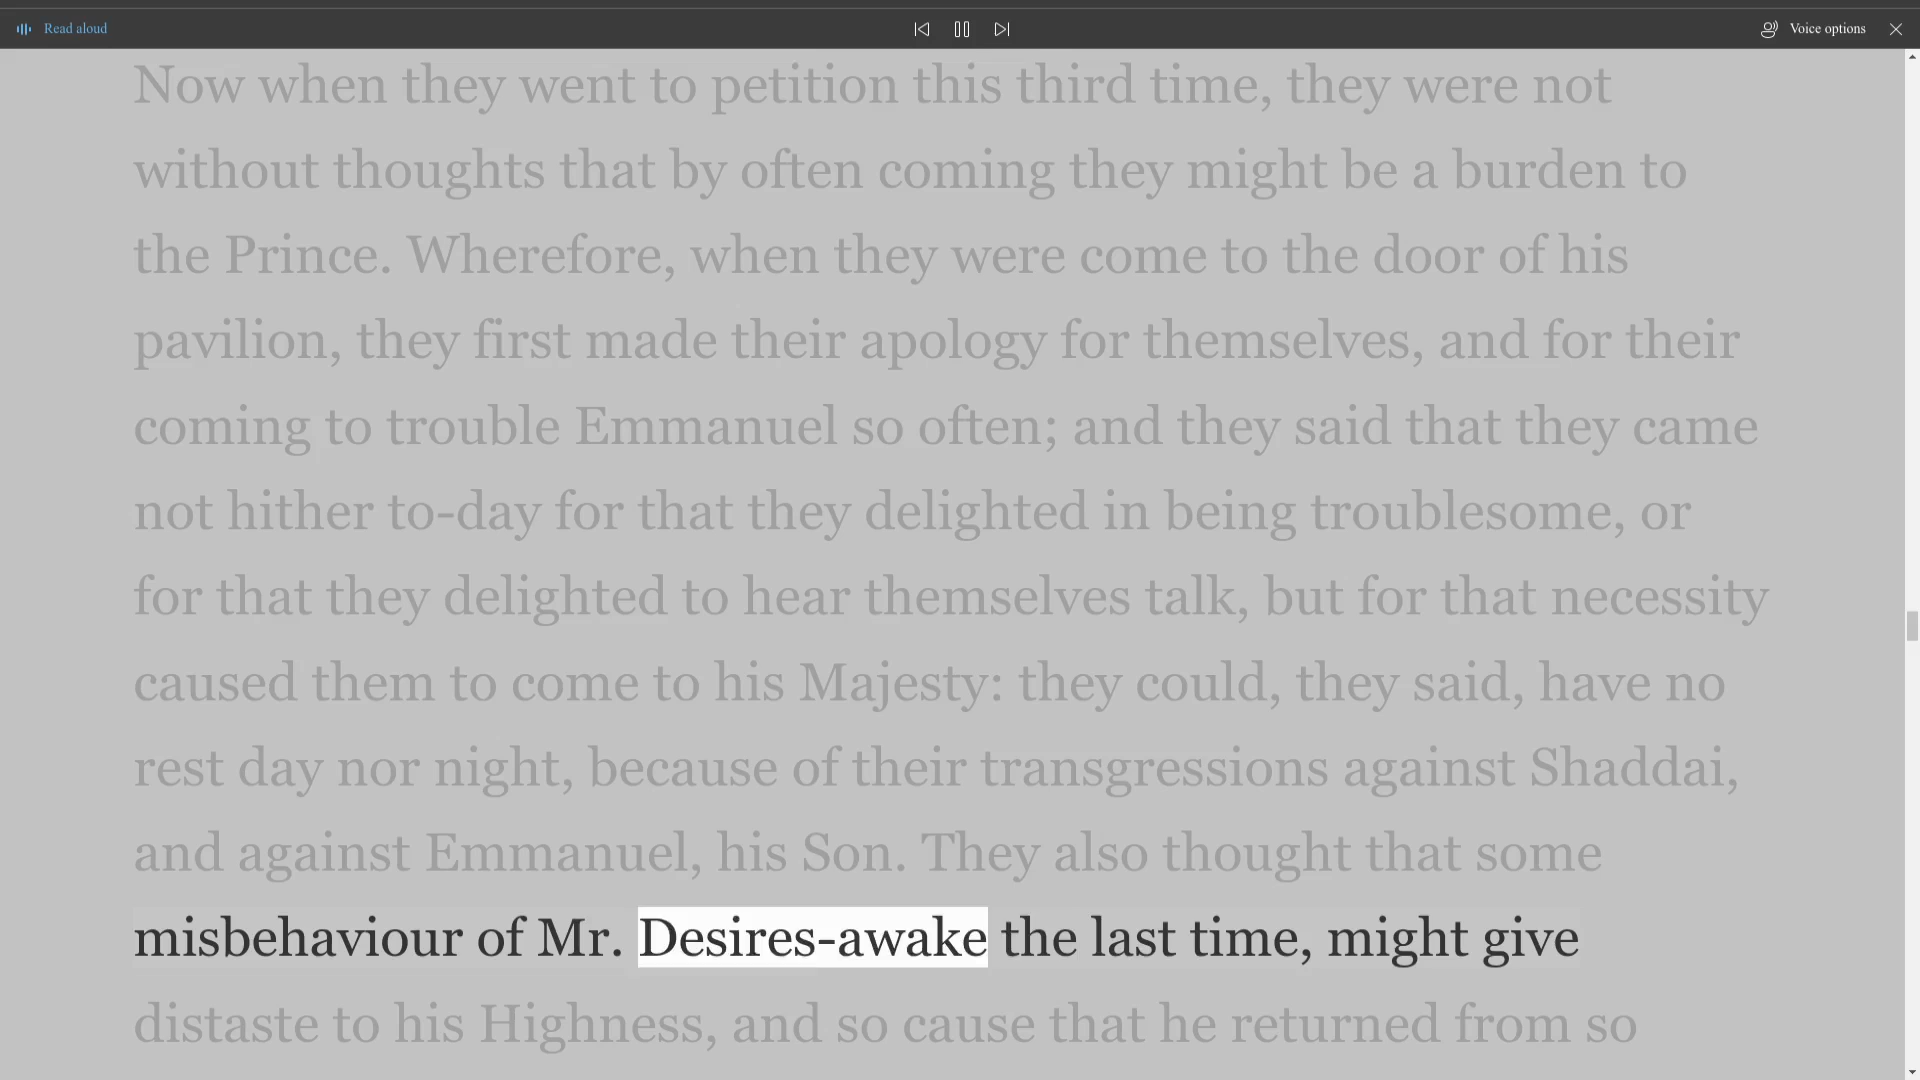 Read aloud
Voice options
Now when they went to petition this third time, they were not
without thoughts that by often coming they might be a burden to
the Prince. Wherefore, when they were come to the door of his
pavilion, they first made their apology for themselves, and for their
coming to trouble Emmanuel so often; and they said that they came
not hither to-day for that they delighted in being troublesome, or
for that they delighted to hear themselves talk, but for that necessity
caused them to come to his Majesty: they could, they said, have no
rest day nor night, because of their transgressions against Shaddai,
and against Emmanuel, his Son. They also thought that some
misbehaviour of Mr. Desires-awake the last time, might give
distaste to his Highness, and so cause that he returned from so